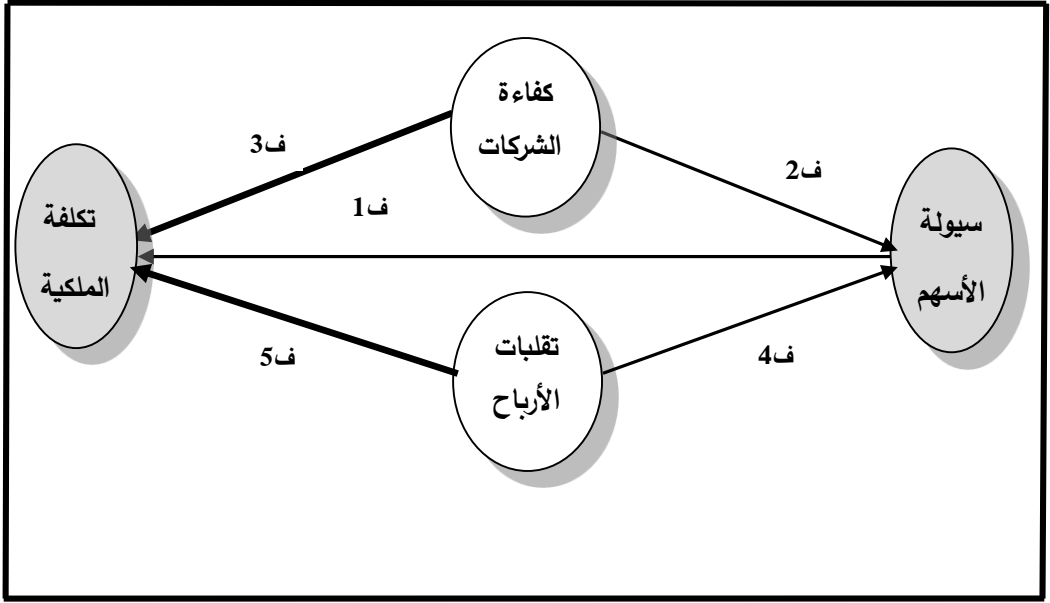 كفاءة
الشركات
ف3
ف2
ف1
سيولة
الأسهم
تكلفة
الملكية
تقلبات
الأرباح
ف4
ف5